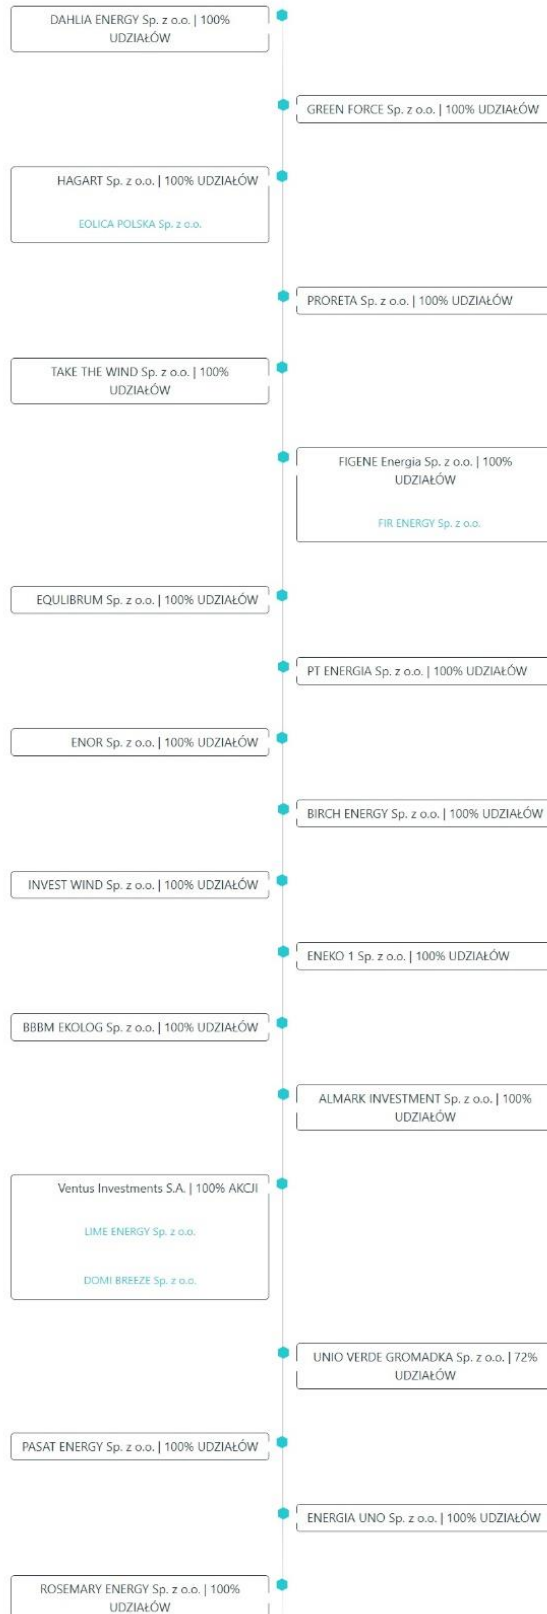 DAHLIA ENERGY Sp. z o.o. | 100%
UDZIAŁÓW
GREEN FORCE Sp. z o.o. | 100% UDZIAŁÓW
HAGART Sp. z o.o. | 100% UDZIAŁÓW
EOLICA POLSKA Sp. z o.o.
PRORETA Sp. z o.o. | 100% UDZIAŁÓW
TAKE THE WIND Sp. z o.o. | 100%
UDZIAŁÓW
FIGENE Energia Sp. z o.o. | 100%
UDZIAŁÓW
FIR ENERGY Sp. z o.o.
EQULIBRUM Sp. z o.o. | 100% UDZIAŁÓW
PT ENERGIA Sp. z o.o. | 100% UDZIAŁÓW
ENOR Sp. z o.o. | 100% UDZIAŁÓW
BIRCH ENERGY Sp. z o.o. | 100% UDZIAŁÓW
INVEST WIND Sp. z o.o. | 100% UDZIAŁÓW
ENEKO 1 Sp. z o.o. | 100% UDZIAŁÓW
BBBM EKOLOG Sp. z o.o. | 100% UDZIAŁÓW
ALMARK INVESTMENT Sp. z o.o. | 100%
UDZIAŁÓW
Ventus Investments S.A. | 100% AKCJI
LIME ENERGY Sp. z o.o.
DOMI BREEZE Sp. z o.o.
UNIO VERDE GROMADKA Sp. z o.o. | 72%
UDZIAŁÓW
PASAT ENERGY Sp. z o.o. | 100% UDZIAŁÓW
ENERGIA UNO Sp. z o.o. | 100% UDZIAŁÓW
ROSEMARY ENERGY Sp. z o.o. | 100%
UDZIAŁÓW